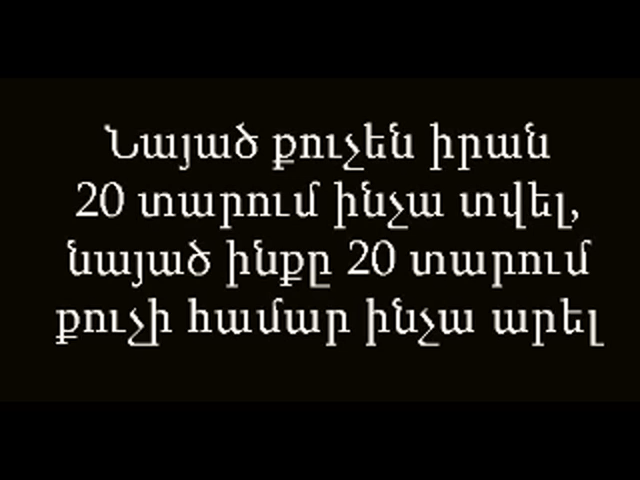 Նայած քուչեն իրան
20 տարում ինչա տվել,
նայած ինքը 20 տարում
քուչի համար ինչա արել